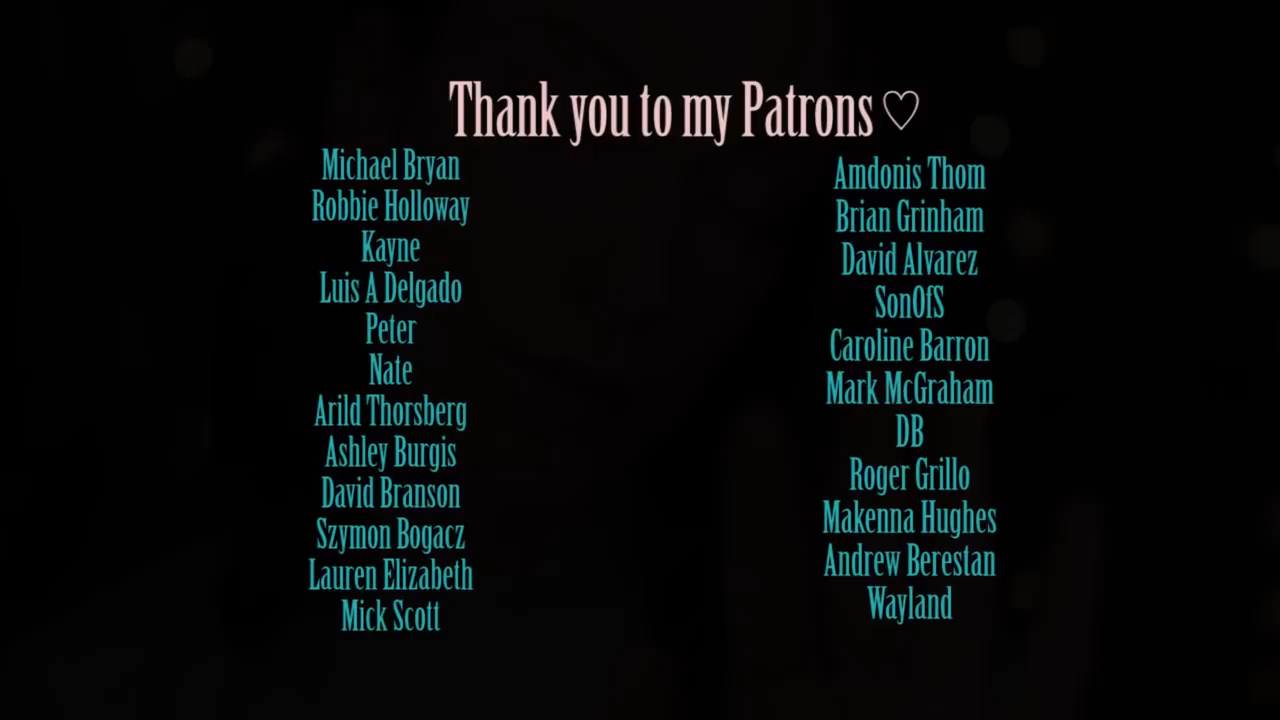 Thank you to my Patrons ♡
Michael Bryan
Robbie Holloway
Kayne
Luis A Delgado
Peter
Nate
Arild Thorsberg
Ashley Burgis
David Branson
Szymon Bogacz
Lauren Elizabeth
Mick Scott
Amdonis Thom
Brian Grinham
David Alvarez
SonOfS
Caroline Barron
Mark McGraham
DB
Roger Grillo
Makenna Hughes
Andrew Berestan
Wayland